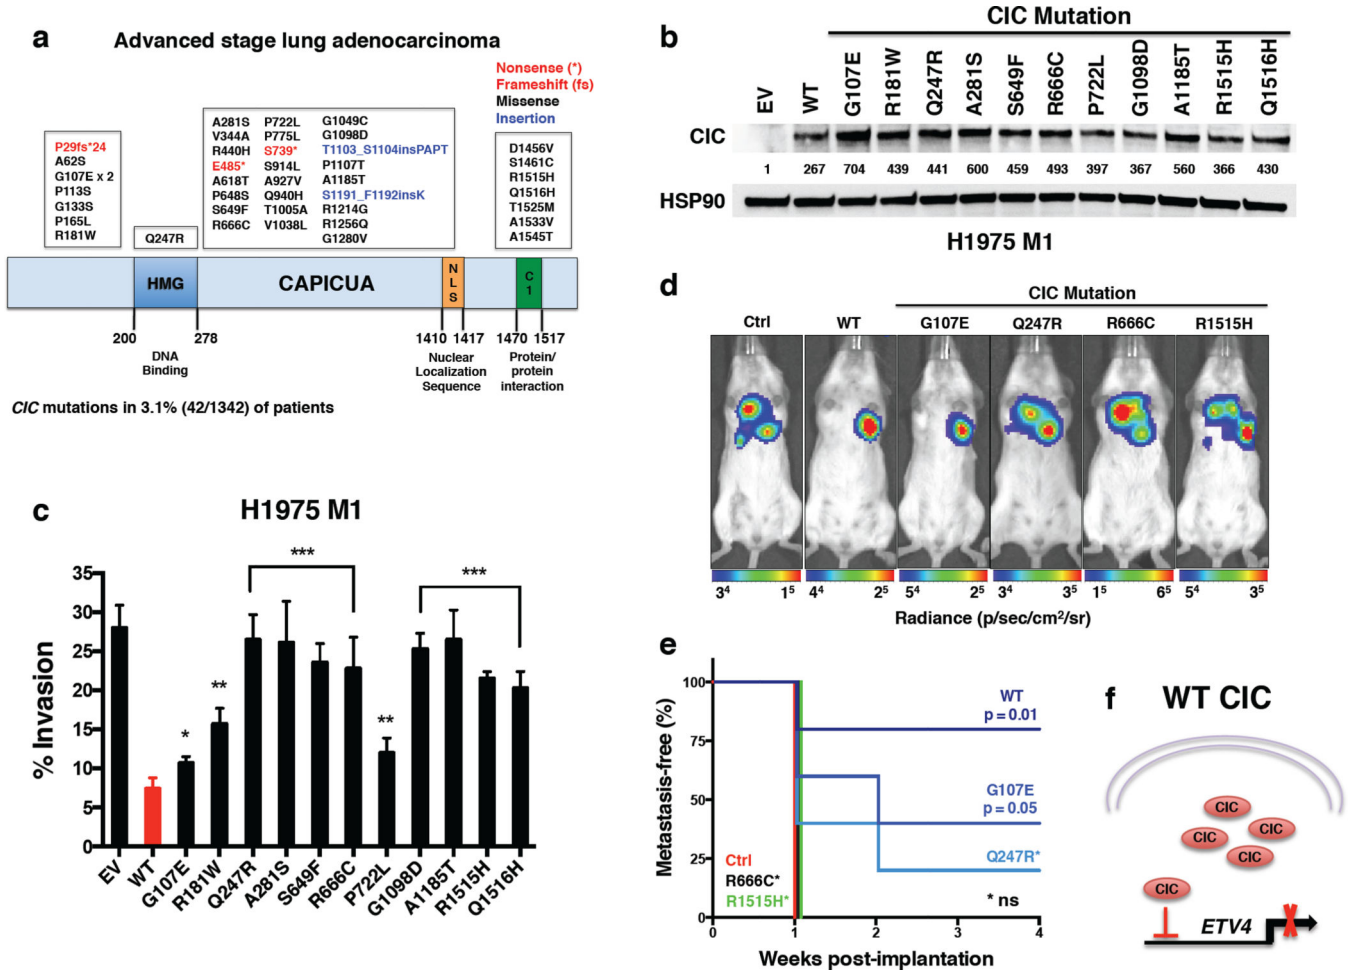 a
Advanced stage lung adenocarcinoma
Nonsense (*)
Frameshift (fs)
Missense
Insertion
P29fs*24
A62S
G107E x 2
P113S
G133S
P165L
R181W
Q247R
A281S P722L G1049C
V344A P775L G1098D
R440H S739* T1103_S1104insPAPT
E485* S914L P1107T
A618T A927V A1185T
P648S Q940H S1191_F1192insK
S649F T1005A R1214G
R666C V1038L R1256Q
G1280V
D1456V
S1461C
R1515H
Q1516H
T1525M
A1533V
A1545T
HMG
CAPICUA
NLS
C1
200 278 1410 1417 1470 1517
DNA
Binding
Nuclear
Localization
Sequence
Protein/
protein
interaction
CIC mutations in 3.1% (42/1342) of patients
b
CIC Mutation
EV WT G107E R181W Q247R A281S S649F R666C P722L G1098D A1185T R1515H Q1516H
CIC
1 267 704 439 441 600 459 493 397 367 560 366 430
HSP90
H1975 M1
c
H1975 M1
% Invasion
35
30
25
20
15
10
5
0
* ** *** ** ***
EV WT G107E R181W Q247R A281S S649F R666C P722L G1098D A1185T R1515H Q1516H
d
CIC Mutation
Ctrl WT G107E Q247R R666C R1515H
3⁴ 1⁵ 4⁴ 2⁵ 5⁴ 2⁵ 3⁴ 3⁵ 1⁵ 6⁵ 5⁴ 3⁵
Radiance (p/sec/cm²/sr)
e
Metastasis-free (%)
100
75
50
25
0
WT
p = 0.01
G107E
p = 0.05
Q247R*
Ctrl
R666C*
R1515H*
* ns
0 1 2 3 4
Weeks post-implantation
f
WT CIC
CIC
CIC
CIC
CIC
CIC
ETV4